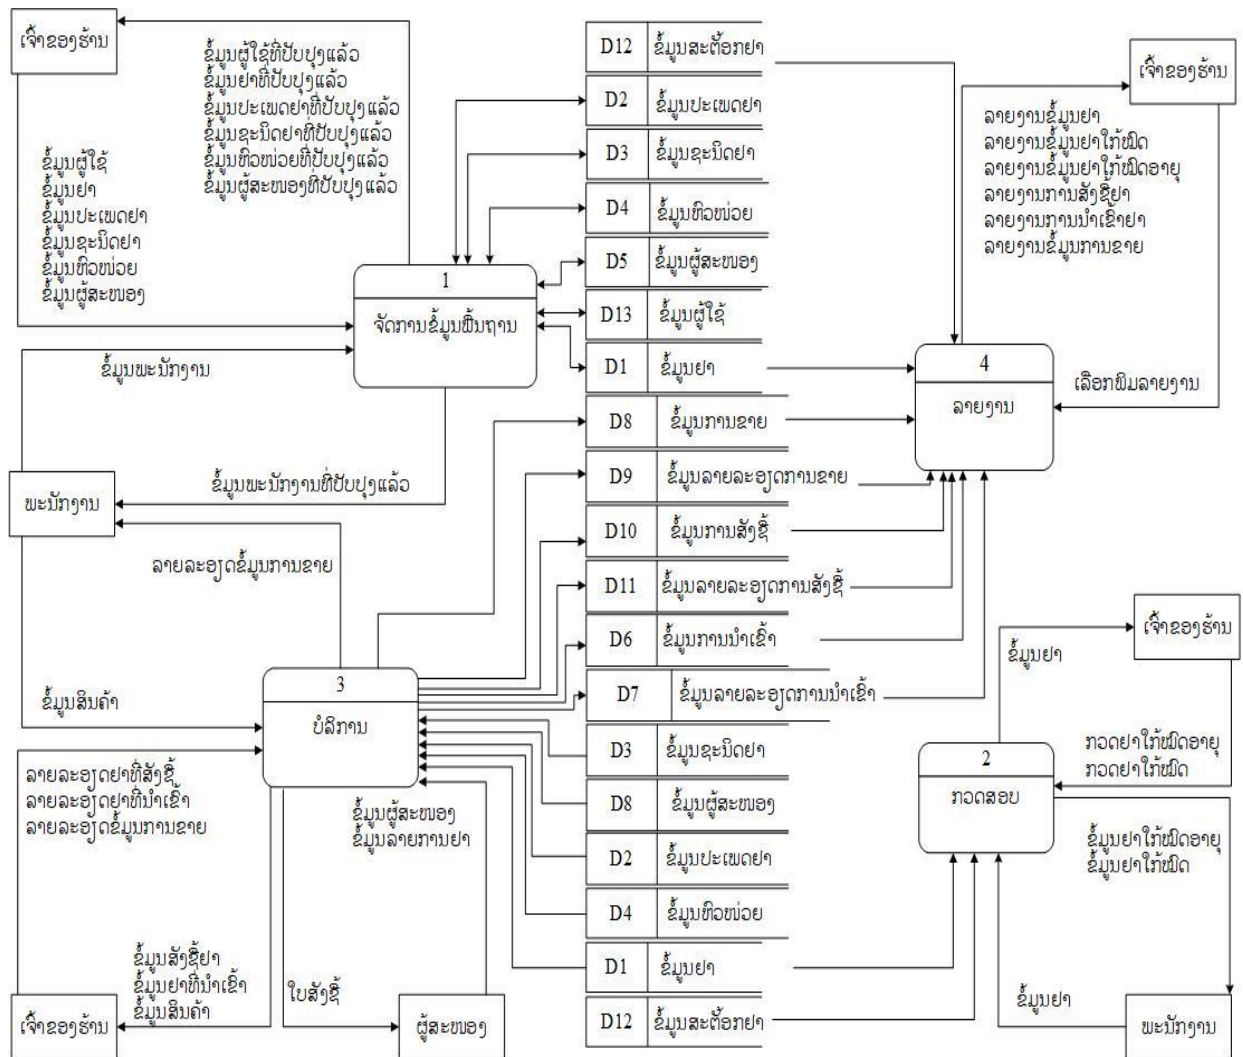 ເຈົ້າຂອງຮ້ານ
ຂໍ້ມູນຜູ້ໃຊ້ທີ່ປັບປຸງແລ້ວ
ຂໍ້ມູນຢາທີ່ປັບປຸງແລ້ວ
ຂໍ້ມູນປະເພດຢາທີ່ປັບປຸງແລ້ວ
ຂໍ້ມູນຊະນິດຢາທີ່ປັບປຸງແລ້ວ
ຂໍ້ມູນຫົວໜ່ວຍທີ່ປັບປຸງແລ້ວ
ຂໍ້ມູນຜູ້ສະໜອງທີ່ປັບປຸງແລ້ວ
ຂໍ້ມູນຜູ້ໃຊ້
ຂໍ້ມູນຢາ
ຂໍ້ມູນປະເພດຢາ
ຂໍ້ມູນຊະນິດຢາ
ຂໍ້ມູນຫົວໜ່ວຍ
ຂໍ້ມູນຜູ້ສະໜອງ
1
ຈັດການຂໍ້ມູນພື້ນຖານ
ຂໍ້ມູນພະນັກງານ
ຂໍ້ມູນພະນັກງານທີ່ປັບປຸງແລ້ວ
ພະນັກງານ
ລາຍລະອຽດຂໍ້ມູນການຂາຍ
ຂໍ້ມູນສິນຄ້າ
3
ບໍລິການ
ລາຍລະອຽດຢາທີ່ສັ່ງຊື້
ລາຍລະອຽດຢາທີ່ນໍາເຂົ້າ
ລາຍລະອຽດຂໍ້ມູນການຂາຍ
ຂໍ້ມູນຜູ້ສະໜອງ
ຂໍ້ມູນລາຍການຢາ
ຂໍ້ມູນສັ່ງຊື້ຢາ
ຂໍ້ມູນຢາທີ່ນໍາເຂົ້າ
ຂໍ້ມູນສິນຄ້າ
ໃບສັ່ງຊື້
ເຈົ້າຂອງຮ້ານ
ຜູ້ສະໜອງ
D12 ຂໍ້ມູນສະຕ໊ອກຢາ
D2 ຂໍ້ມູນປະເພດຢາ
D3 ຂໍ້ມູນຊະນິດຢາ
D4 ຂໍ້ມູນຫົວໜ່ວຍ
D5 ຂໍ້ມູນຜູ້ສະໜອງ
D13 ຂໍ້ມູນຜູ້ໃຊ້
D1 ຂໍ້ມູນຢາ
D8 ຂໍ້ມູນການຂາຍ
D9 ຂໍ້ມູນລາຍລະອຽດການຂາຍ
D10 ຂໍ້ມູນການສັ່ງຊື້
D11 ຂໍ້ມູນລາຍລະອຽດການສັ່ງຊື້
D6 ຂໍ້ມູນການນໍາເຂົ້າ
D7 ຂໍ້ມູນລາຍລະອຽດການນໍາເຂົ້າ
D3 ຂໍ້ມູນຊະນິດຢາ
D8 ຂໍ້ມູນຜູ້ສະໜອງ
D2 ຂໍ້ມູນປະເພດຢາ
D4 ຂໍ້ມູນຫົວໜ່ວຍ
D1 ຂໍ້ມູນຢາ
D12 ຂໍ້ມູນສະຕ໊ອກຢາ
ເຈົ້າຂອງຮ້ານ
ລາຍງານຂໍ້ມູນຢາ
ລາຍງານຂໍ້ມູນຢາໃກ້ໝົດ
ລາຍງານຂໍ້ມູນຢາໃກ້ໝົດອາຍຸ
ລາຍງານການສັ່ງຊື້ຢາ
ລາຍງານການນໍາເຂົ້າຢາ
ລາຍງານຂໍ້ມູນການຂາຍ
4
ລາຍງານ
ເລືອກພິມລາຍງານ
ເຈົ້າຂອງຮ້ານ
ຂໍ້ມູນຢາ
ກວດຢາໃກ້ໝົດອາຍຸ
ກວດຢາໃກ້ໝົດ
2
ກວດສອບ
ຂໍ້ມູນຢາໃກ້ໝົດອາຍຸ
ຂໍ້ມູນຢາໃກ້ໝົດ
ຂໍ້ມູນຢາ
ພະນັກງານ